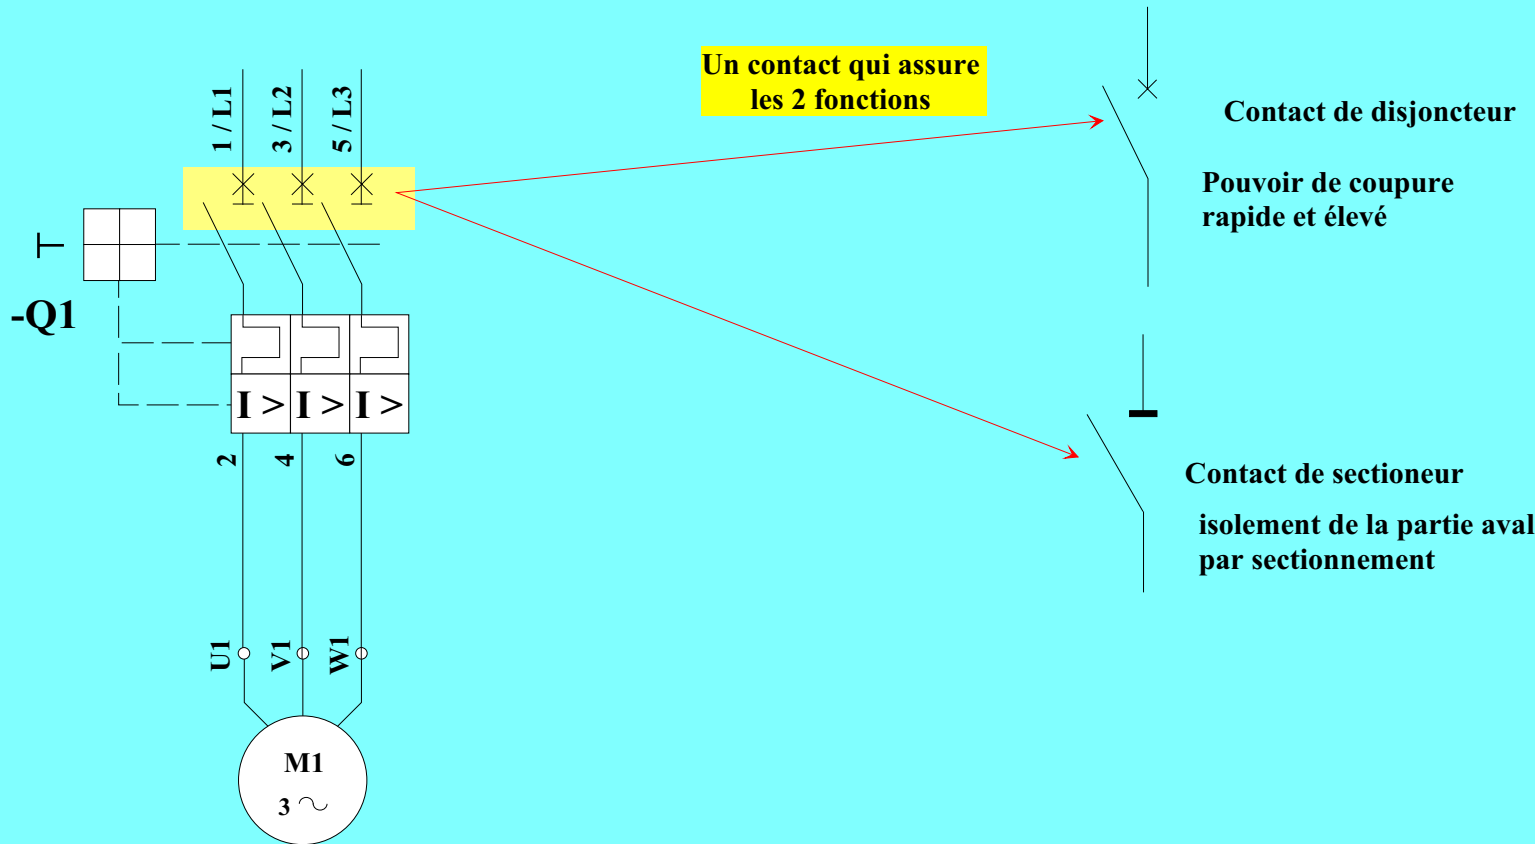 Un contact qui assure
les 2 fonctions
1 / L1
3 / L2
5 / L3
Contact de disjoncteur
Pouvoir de coupure
rapide et élevé
-Q1
I >
I >
I >
2
4
6
Contact de sectioneur
isolement de la partie aval
par sectionnement
U1
V1
W1
M1
3 ~